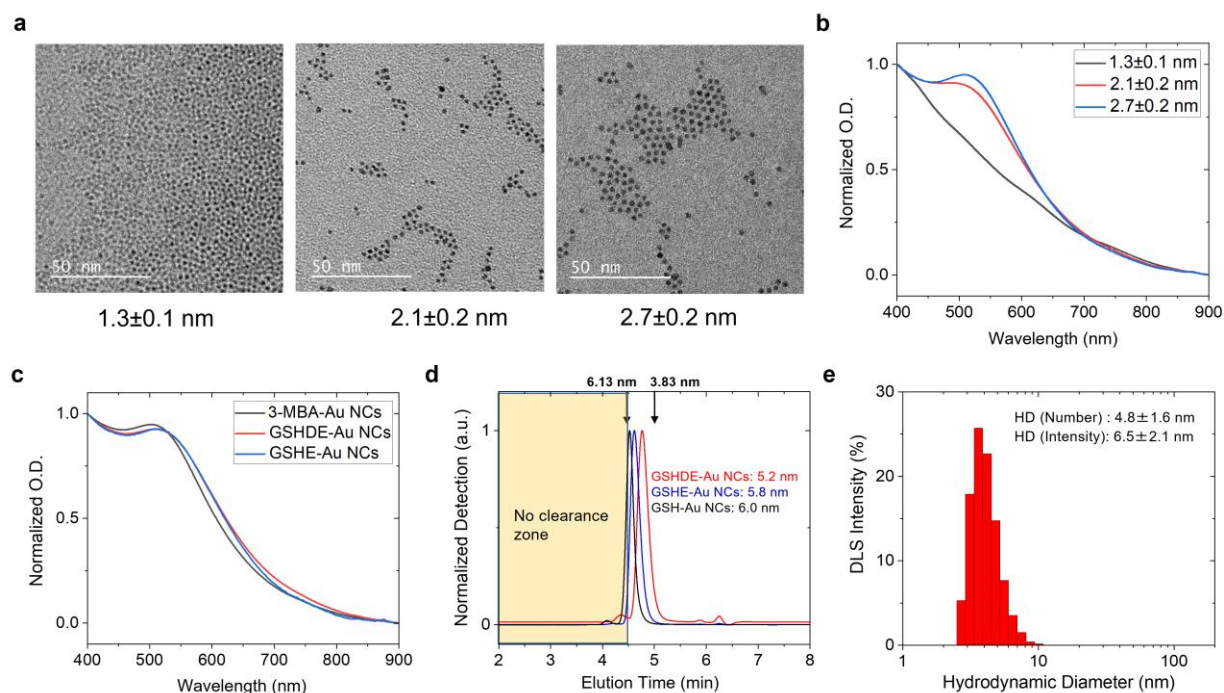 a
50 nm
50 nm
50 nm
1.3±0.1 nm
2.1±0.2 nm
2.7±0.2 nm
b
1.3±0.1 nm
2.1±0.2 nm
2.7±0.2 nm
1.0
0.5
0.0
Normalized O.D.
400 500 600 700 800 900
Wavelength (nm)
c
3-MBA-Au NCs
GSHDE-Au NCs
GSHE-Au NCs
1.0
0.5
0.0
Normalized O.D.
400 500 600 700 800 900
Wavelength (nm)
d
6.13 nm 3.83 nm
1
0
Normalized Detection (a.u.)
No clearance
zone
GSHDE-Au NCs: 5.2 nm
GSHE-Au NCs: 5.8 nm
GSH-Au NCs: 6.0 nm
2 3 4 5 6 7 8
Elution Time (min)
e
HD (Number) : 4.8±1.6 nm
HD (Intensity): 6.5±2.1 nm
30
20
10
0
DLS Intensity (%)
1 10 100
Hydrodynamic Diameter (nm)